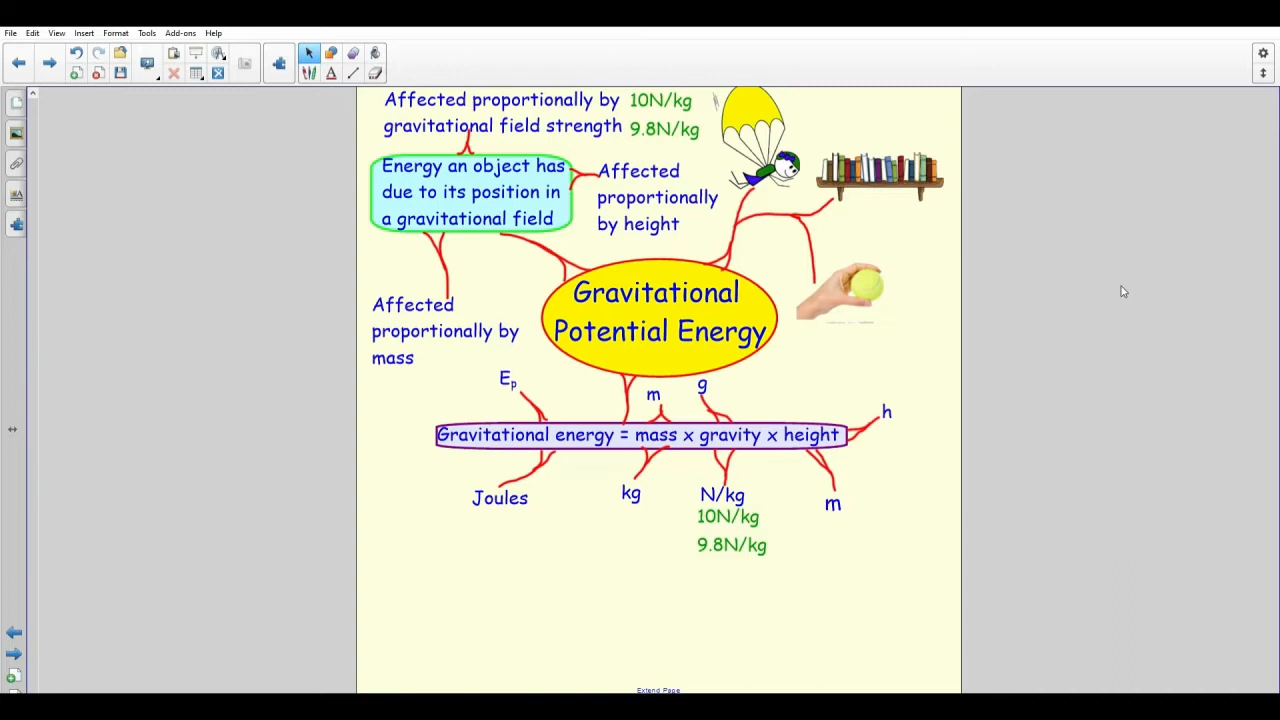 File Edit View Insert Format Tools Add-ons Help
Affected proportionally by
gravitational field strength
10N/kg
9.8N/kg
Energy an object has
due to its position in
a gravitational field
Affected
proportionally
by height
Affected
proportionally by
mass
Gravitational
Potential Energy
Ep
m
g
h
Gravitational energy = mass x gravity x height
Joules
kg
N/kg
10N/kg
9.8N/kg
m
Extend Page